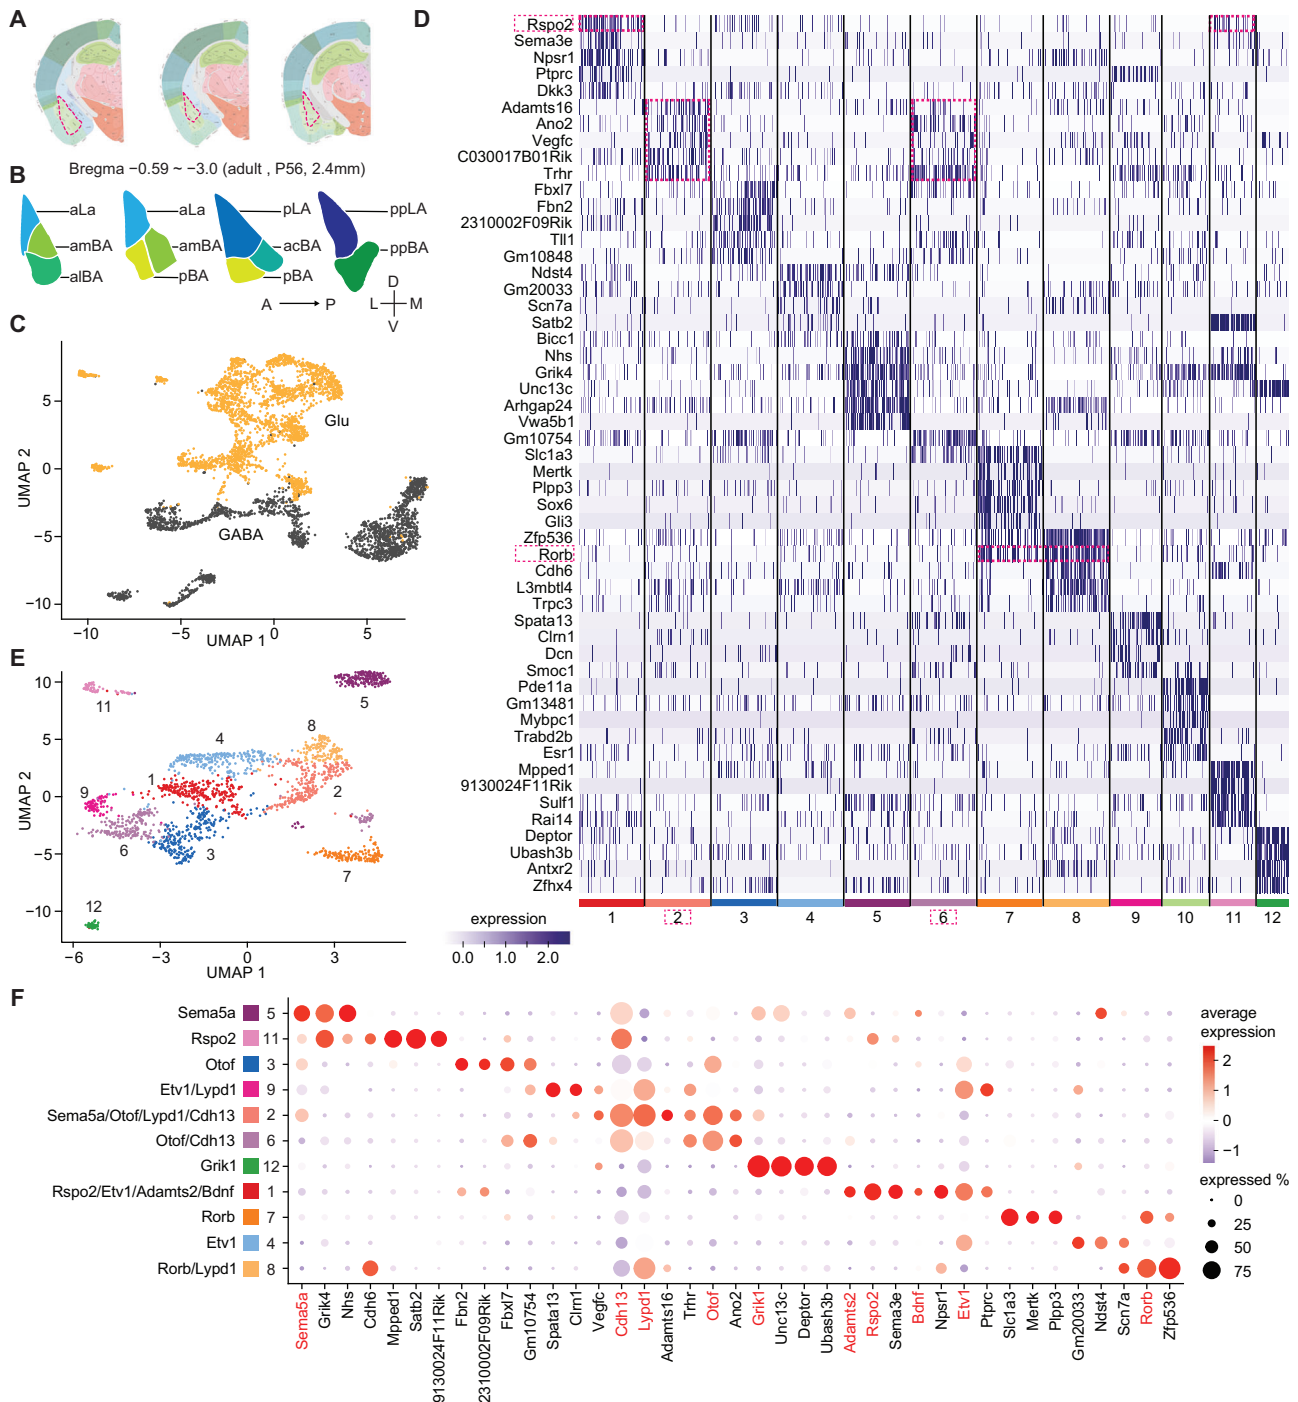 A
Bregma −0.59 ~ −3.0 (adult , P56, 2.4mm)
B
aLa
amBA
alBA
aLa
amBA
pBA
pLA
acBA
pBA
ppLA
ppBA
A → P
D
L M
V
C
UMAP 2
5
0
−5
−10
Glu
GABA
−10 −5 0 5
UMAP 1
E
UMAP 2
10
5
0
−5
−10
11
5
8
4
1
9
2
6
3
7
12
−6 −3 0 3
UMAP 1
D
Rspo2
Sema3e
Npsr1
Ptprc
Dkk3
Adamts16
Ano2
Vegfc
C030017B01Rik
Trhr
Fbxl7
Fbn2
2310002F09Rik
Tll1
Gm10848
Ndst4
Gm20033
Scn7a
Satb2
Bicc1
Nhs
Grik4
Unc13c
Arhgap24
Vwa5b1
Gm10754
Slc1a3
Mertk
Plpp3
Sox6
Gli3
Zfp536
Rorb
Cdh6
L3mbtl4
Trpc3
Spata13
Clrn1
Dcn
Smoc1
Pde11a
Gm13481
Mybpc1
Trabd2b
Esr1
Mpped1
9130024F11Rik
Sulf1
Rai14
Deptor
Ubash3b
Antxr2
Zfhx4
1 2 3 4 5 6 7 8 9 10 11 12
expression
0.0 1.0 2.0
F
Sema5a 5
Rspo2 11
Otof 3
Etv1/Lypd1 9
Sema5a/Otof/Lypd1/Cdh13 2
Otof/Cdh13 6
Grik1 12
Rspo2/Etv1/Adamts2/Bdnf 1
Rorb 7
Etv1 4
Rorb/Lypd1 8
Sema5a
Grik4
Nhs
Cdh6
Mpped1
Satb2
9130024F11Rik
Fbn2
2310002F09Rik
Fbxl7
Gm10754
Spata13
Clrn1
Vegfc
Cdh13
Lypd1
Adamts16
Trhr
Otof
Ano2
Grik1
Unc13c
Deptor
Ubash3b
Adamts2
Rspo2
Sema3e
Bdnf
Npsr1
Etv1
Ptprc
Slc1a3
Mertk
Plpp3
Gm20033
Ndst4
Scn7a
Rorb
Zfp536
average
expression
2
1
0
−1
expressed %
0
25
50
75